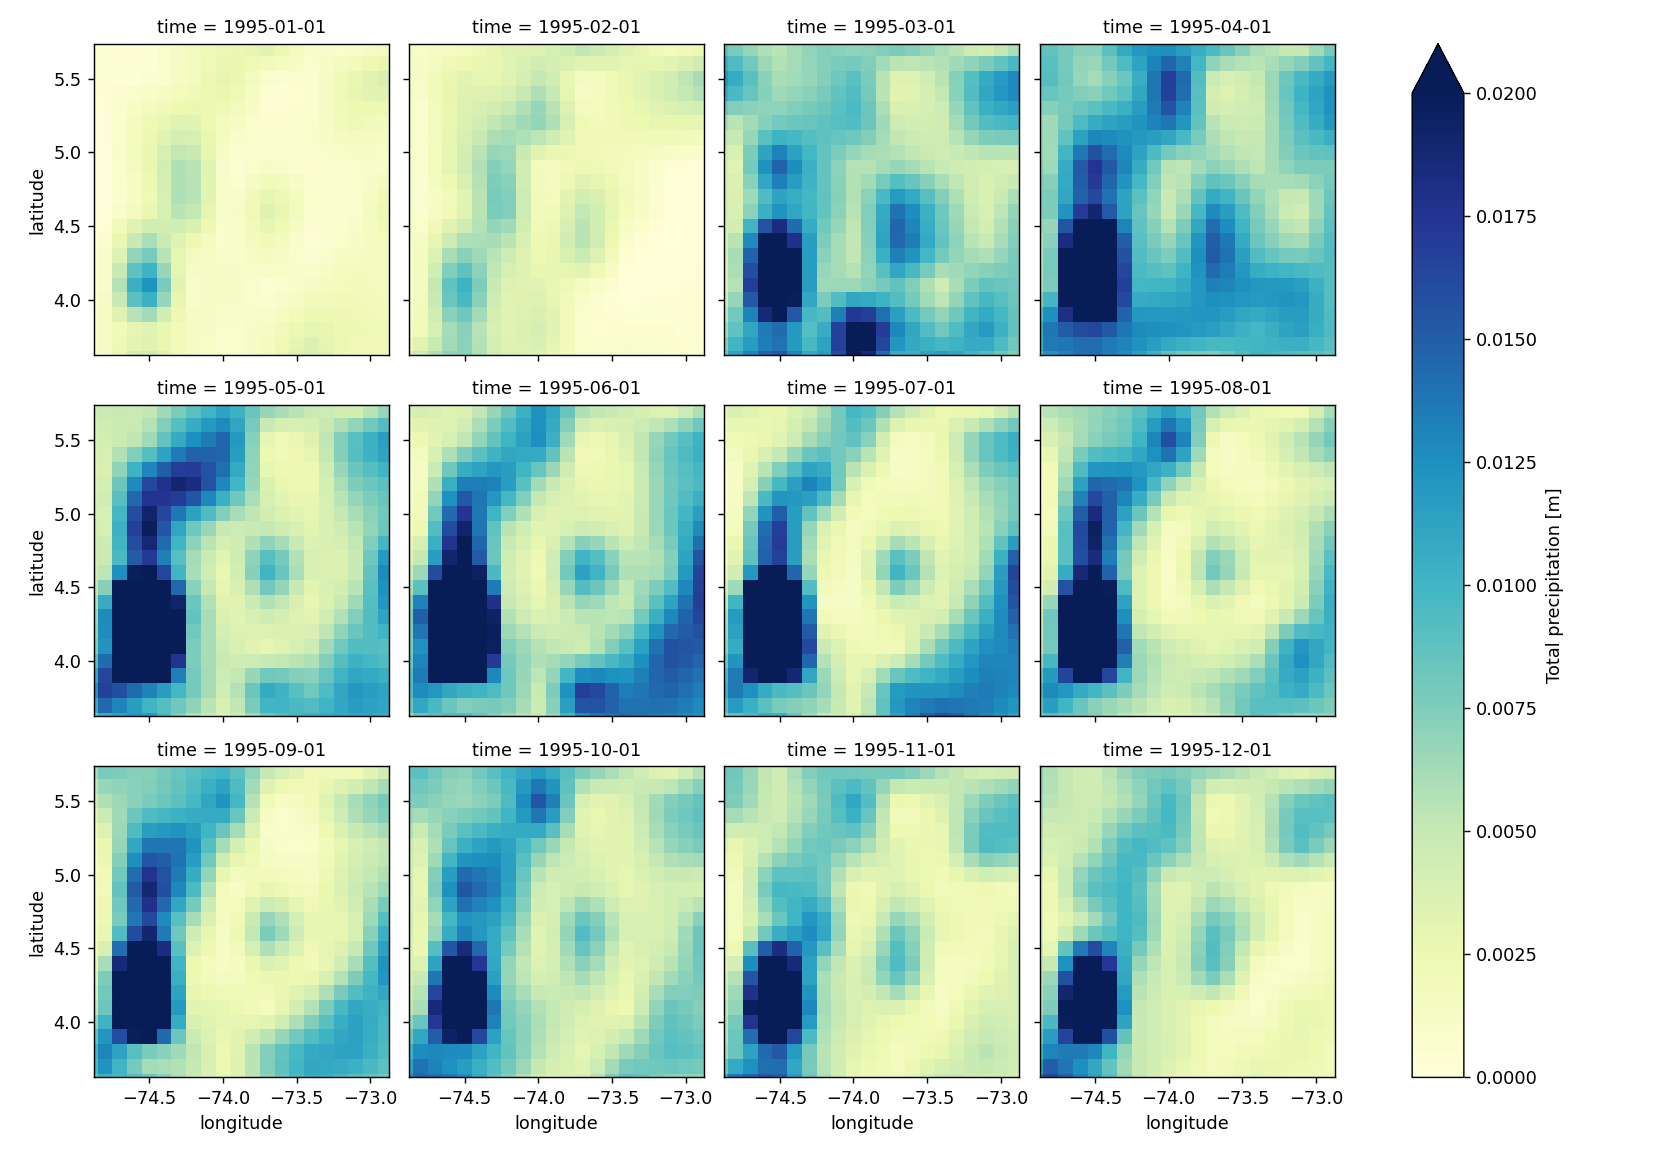 time = 1995-01-01
time = 1995-02-01
time = 1995-03-01
time = 1995-04-01
latitude
5.5
5.0
4.5
4.0
time = 1995-05-01
time = 1995-06-01
time = 1995-07-01
time = 1995-08-01
latitude
5.5
5.0
4.5
4.0
time = 1995-09-01
time = 1995-10-01
time = 1995-11-01
time = 1995-12-01
latitude
5.5
5.0
4.5
4.0
−74.5 −74.0 −73.5 −73.0
longitude
−74.5 −74.0 −73.5 −73.0
longitude
−74.5 −74.0 −73.5 −73.0
longitude
−74.5 −74.0 −73.5 −73.0
longitude
0.0200
0.0175
0.0150
0.0125
0.0100
0.0075
0.0050
0.0025
0.0000
Total precipitation [m]